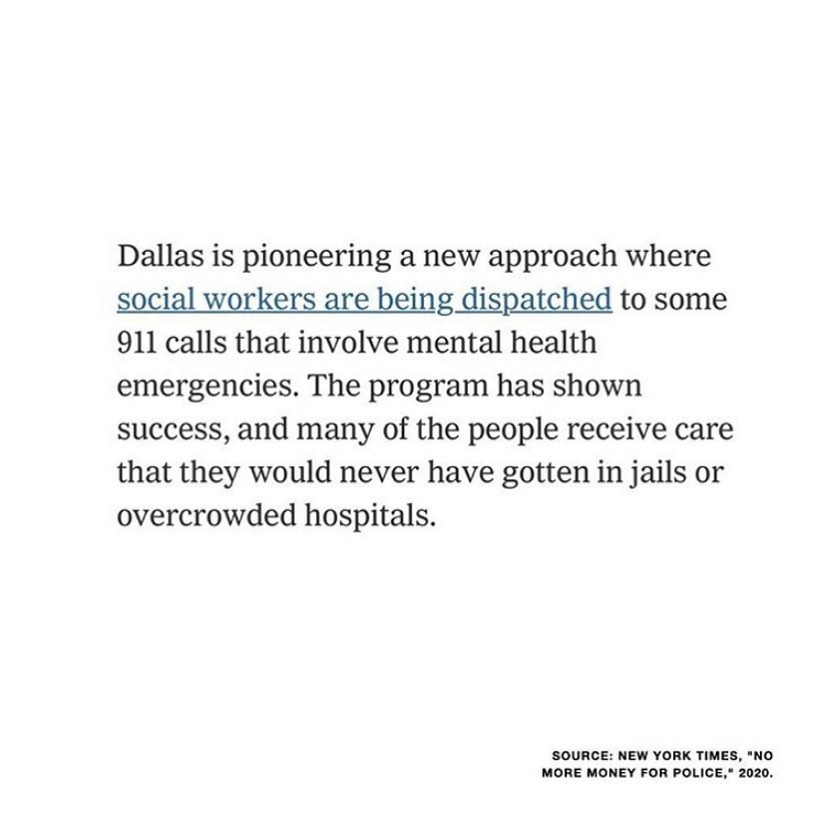 Dallas is pioneering a new approach where
social workers are being dispatched to some
911 calls that involve mental health
emergencies. The program has shown
success, and many of the people receive care
that they would never have gotten in jails or
overcrowded hospitals.
SOURCE: NEW YORK TIMES, "NO
MORE MONEY FOR POLICE," 2020.